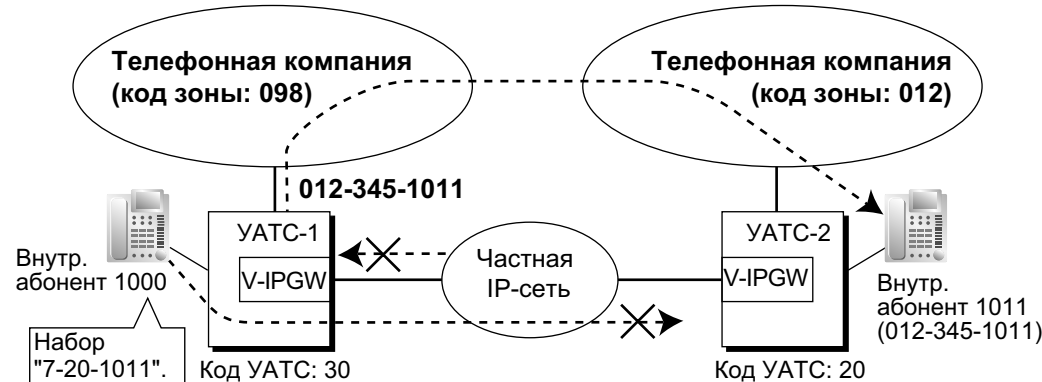 Телефонная компания
(код зоны: 098)
Телефонная компания
(код зоны: 012)
012-345-1011
УАТС-1
V-IPGW
Частная
IP-сеть
УАТС-2
V-IPGW
Внутр.
абонент 1000
Внутр.
абонент 1011
(012-345-1011)
Набор
"7-20-1011".
Код УАТС: 30
Код УАТС: 20